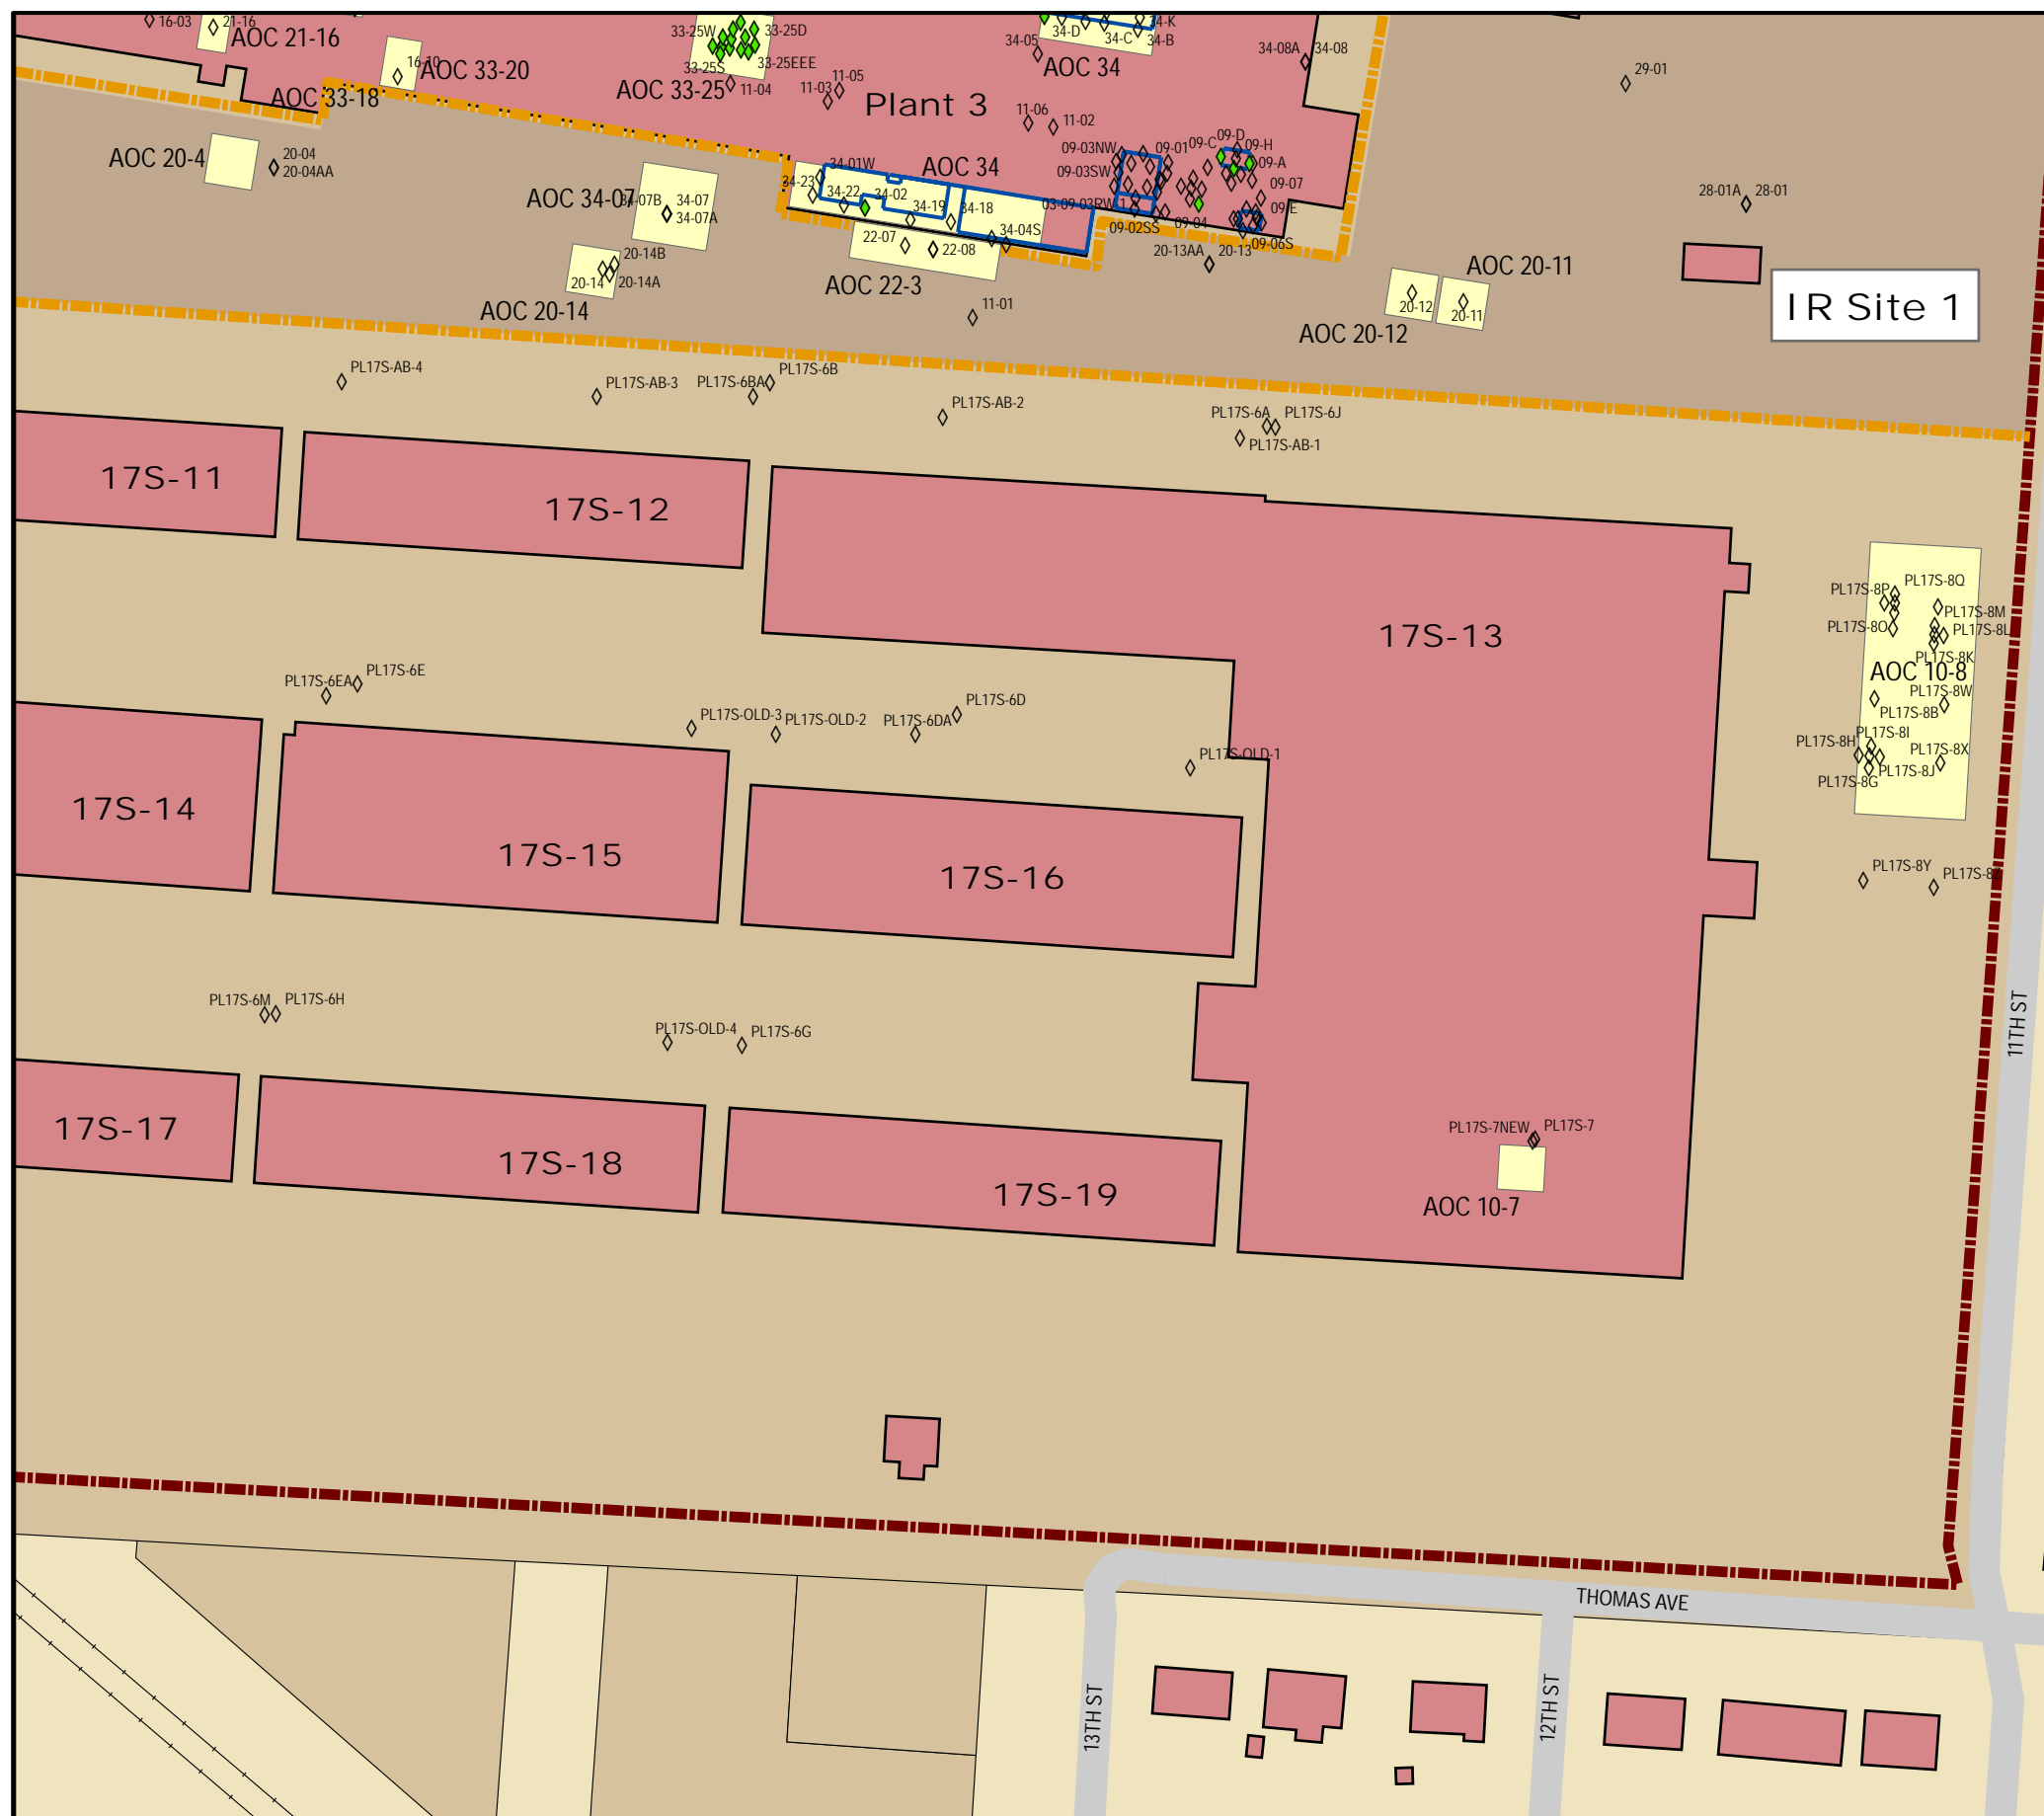 16-03
21-16
AOC 21-16
16-10
AOC 33-20
AOC 33-18
33-25W
33-25D
33-25S
33-25EEE
AOC 33-25
11-04
11-03
11-05
Plant 3
34-D
34-C
34-K
34-B
34-05
AOC 34
34-08A
34-08
29-01
11-06
11-02
AOC 20-4
20-04
20-04AA
09-03NW
09-01
09-C
09-D
09-H
09-A
09-03SW
09-07
09-E
03-09-03RW-1
09-02SS
09-04
09-06S
34-01W
AOC 34
34-23
34-22
34-02
34-19
34-18
34-04S
AOC 34-07
34-07B
34-07
34-07A
22-07
22-08
AOC 22-3
20-14B
20-14
20-14A
AOC 20-14
11-01
20-13AA
20-13
28-01A
28-01
AOC 20-11
20-12
20-11
AOC 20-12
IR Site 1
PL17S-AB-4
PL17S-AB-3
PL17S-6BA
PL17S-6B
PL17S-AB-2
PL17S-6A
PL17S-6J
PL17S-AB-1
17S-11
17S-12
17S-13
PL17S-8Q
PL17S-8P
PL17S-8M
PL17S-8O
PL17S-8L
PL17S-8K
AOC 10-8
PL17S-8W
PL17S-8B
PL17S-8I
PL17S-8H
PL17S-8X
PL17S-8J
PL17S-8G
PL17S-8Y
PL17S-8Z
PL17S-6EA
PL17S-6E
PL17S-OLD-3
PL17S-OLD-2
PL17S-6DA
PL17S-6D
PL17S-OLD-1
17S-14
17S-15
17S-16
PL17S-6M
PL17S-6H
PL17S-OLD-4
PL17S-6G
11TH ST
17S-17
17S-18
17S-19
PL17S-7NEW
PL17S-7
AOC 10-7
THOMAS AVE
13TH ST
12TH ST